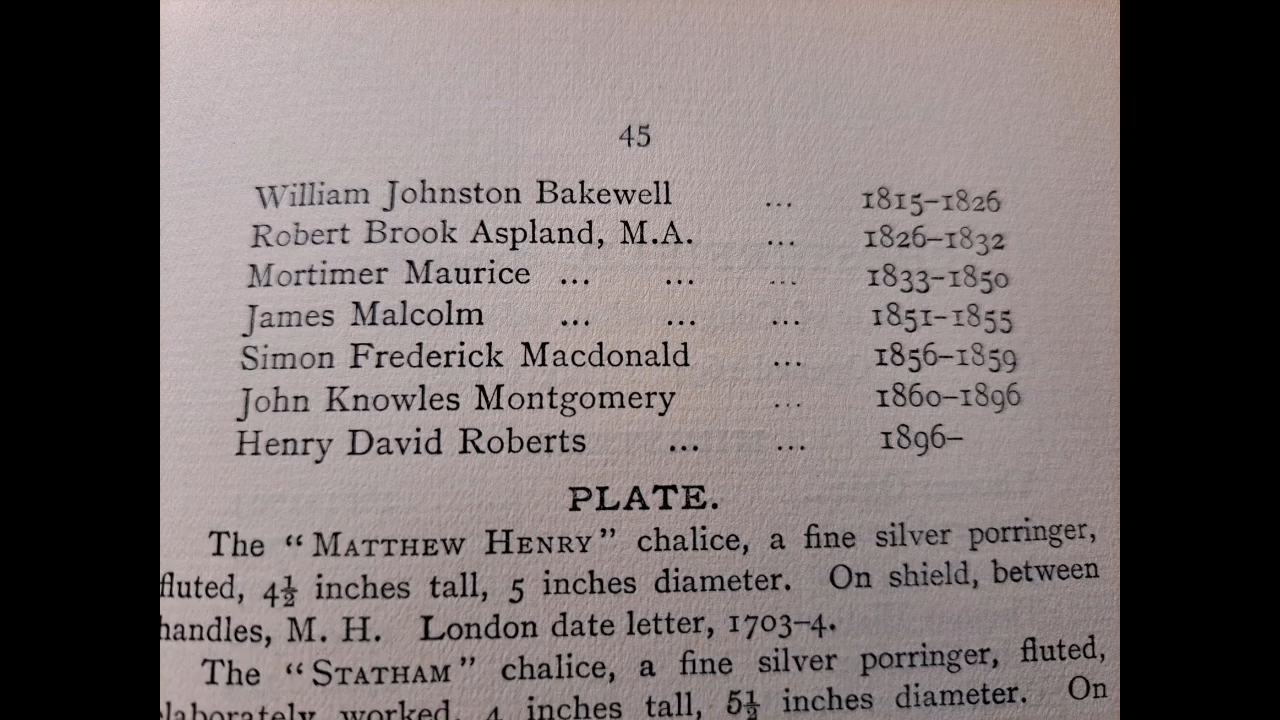 45
William Johnston Bakewell ... 1815–1826
Robert Brook Aspland, M.A. ... 1826–1832
Mortimer Maurice ... ... ... 1833–1850
James Malcolm ... ... ... 1851–1855
Simon Frederick Macdonald ... 1856–1859
John Knowles Montgomery ... 1860–1896
Henry David Roberts ... ... 1896–
PLATE.
The “MATTHEW HENRY” chalice, a fine silver porringer,
fluted, 4½ inches tall, 5 inches diameter. On shield, between
handles, M. H. London date letter, 1703–4.
The “STATHAM” chalice, a fine silver porringer, fluted,
elaborately worked, 4 inches tall, 5½ inches diameter. On